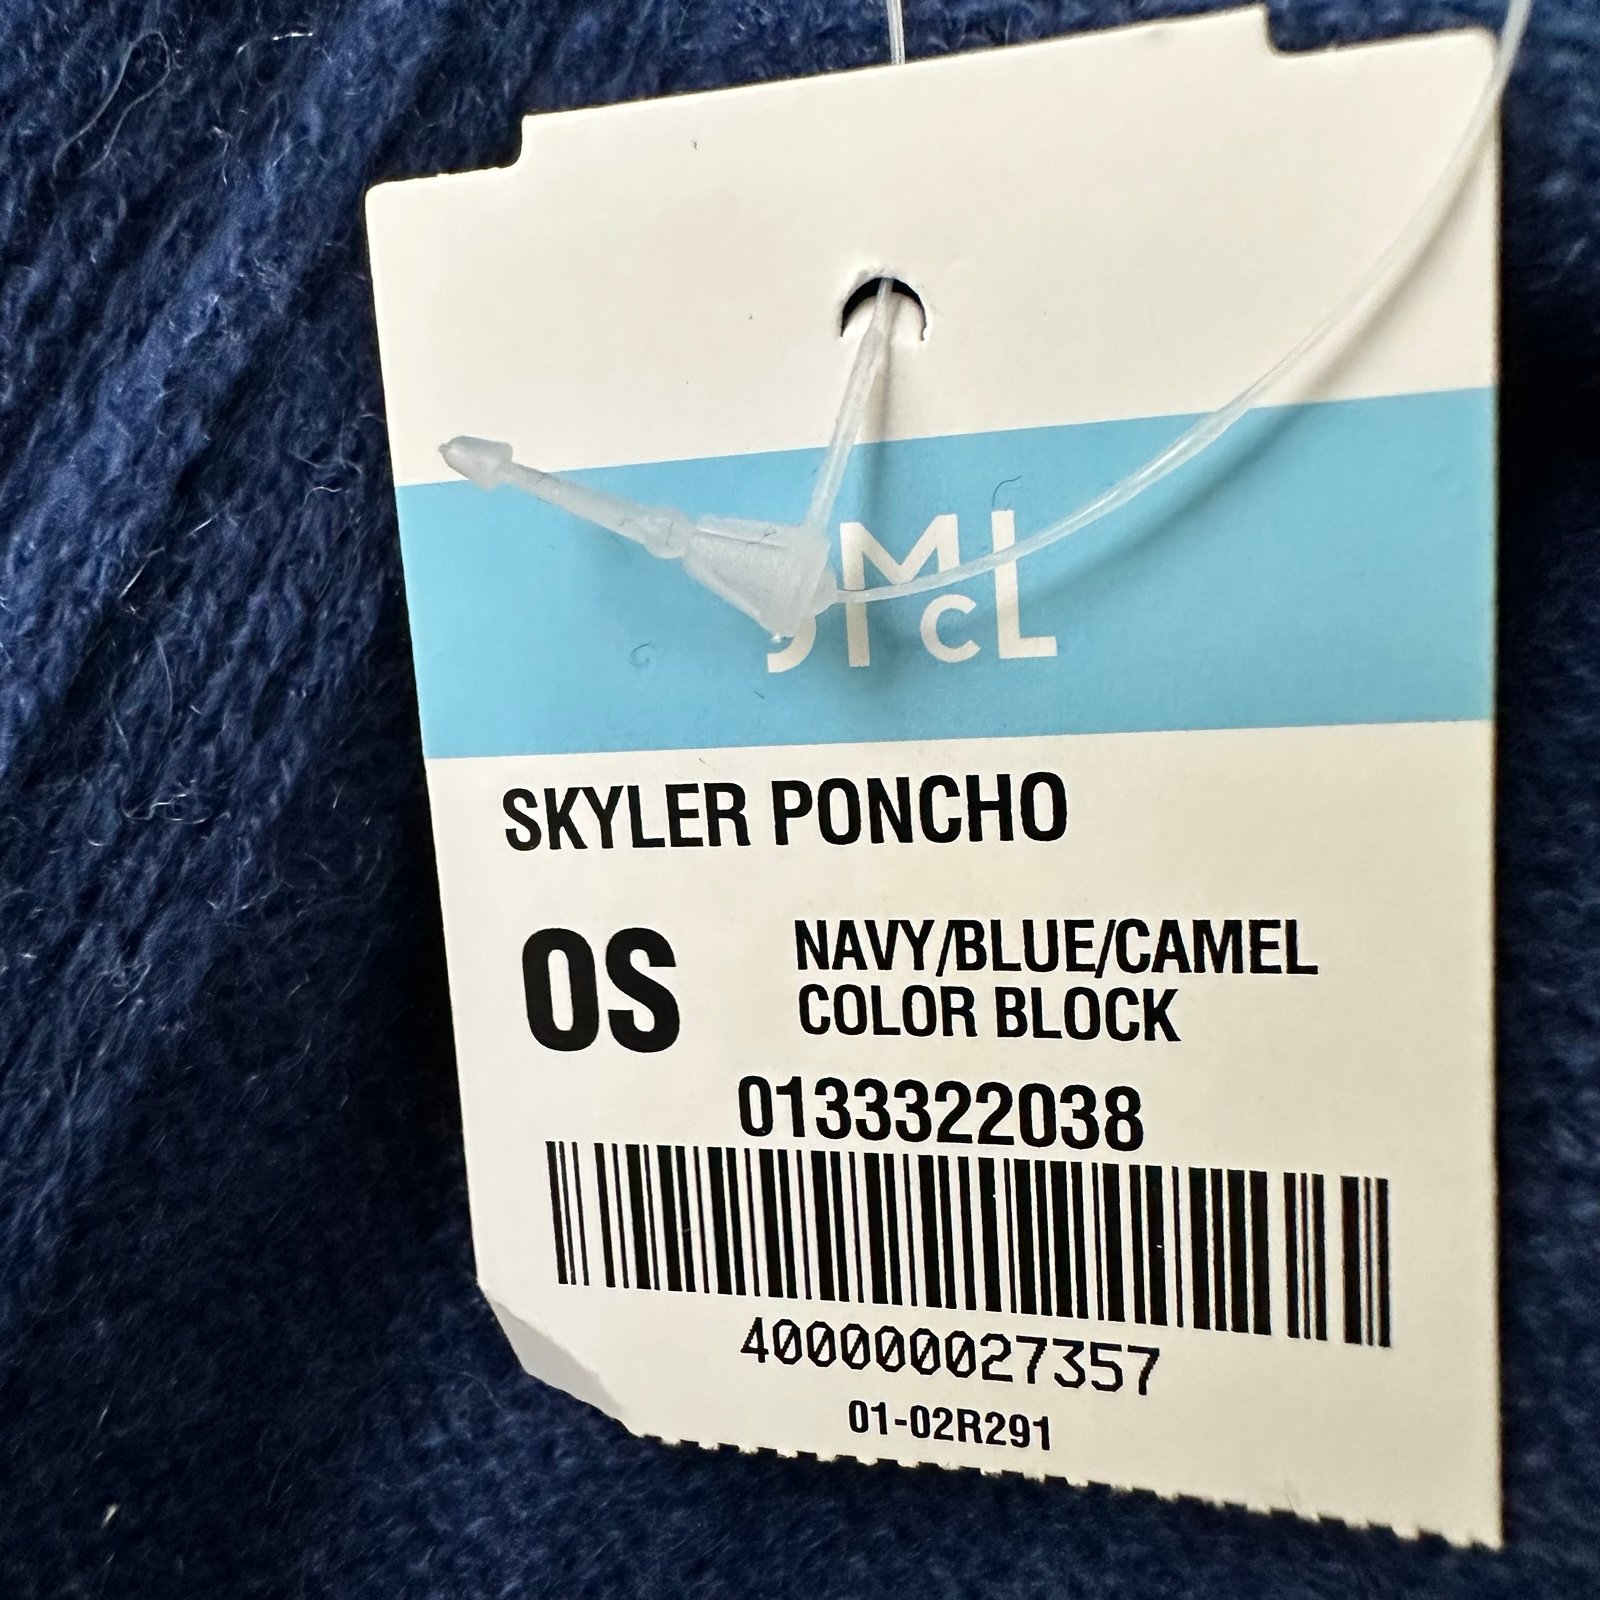 JMcL
SKYLER PONCHO
OS
NAVY/BLUE/CAMEL
COLOR BLOCK
0133322038
400000027357
01-02R291